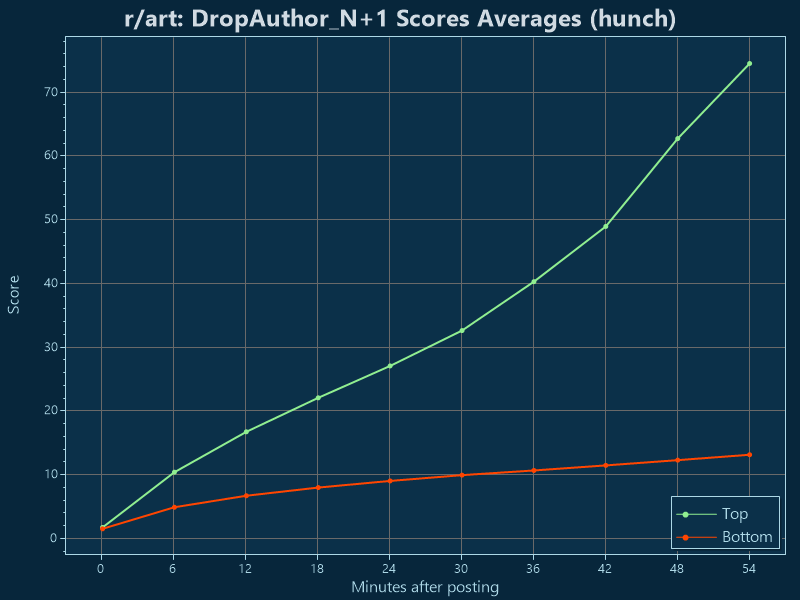 r/art: DropAuthor_N+1 Scores Averages (hunch)
Score
70
60
50
40
30
20
10
0
Top
Bottom
0 6 12 18 24 30 36 42 48 54
Minutes after posting